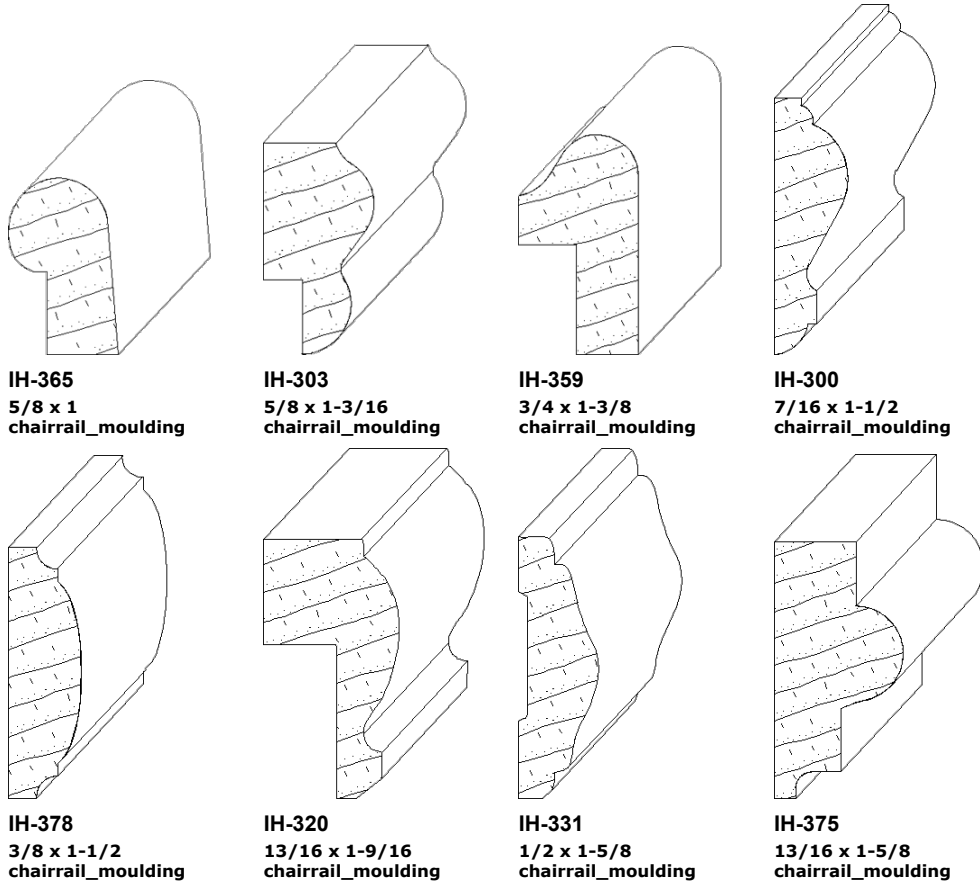 IH-365
5/8 x 1
chairrail_moulding
IH-303
5/8 x 1-3/16
chairrail_moulding
IH-359
3/4 x 1-3/8
chairrail_moulding
IH-300
7/16 x 1-1/2
chairrail_moulding
IH-378
3/8 x 1-1/2
chairrail_moulding
IH-320
13/16 x 1-9/16
chairrail_moulding
IH-331
1/2 x 1-5/8
chairrail_moulding
IH-375
13/16 x 1-5/8
chairrail_moulding